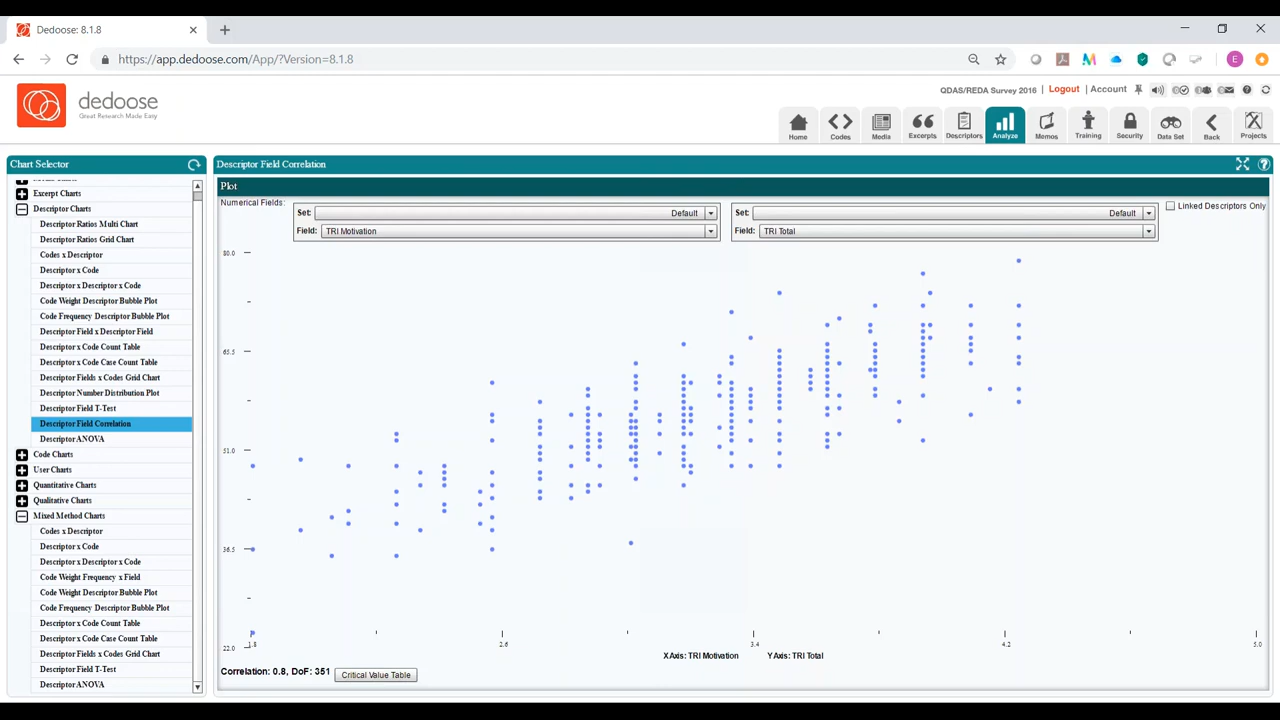 Dedoose: 8.1.8
https://app.dedoose.com/App/?Version=8.1.8
E
dedoose
Great Research Made Easy
QDAS/REDA Survey 2016 | Logout | Account
Home
Codes
Media
Excerpts
Descriptors
Analyze
Memos
Training
Security
Data Set
Back
Projects
Chart Selector
Excerpt Charts
Descriptor Charts
Descriptor Ratios Multi Chart
Descriptor Ratios Grid Chart
Codes x Descriptor
Descriptor x Code
Descriptor x Descriptor x Code
Code Weight Descriptor Bubble Plot
Code Frequency Descriptor Bubble Plot
Descriptor Field x Descriptor Field
Descriptor x Code Count Table
Descriptor x Code Case Count Table
Descriptor Fields x Codes Grid Chart
Descriptor Number Distribution Plot
Descriptor Field T-Test
Descriptor Field Correlation
Descriptor ANOVA
Code Charts
User Charts
Quantitative Charts
Qualitative Charts
Mixed Method Charts
Codes x Descriptor
Descriptor x Code
Descriptor x Descriptor x Code
Code Weight Frequency x Field
Code Weight Descriptor Bubble Plot
Code Frequency Descriptor Bubble Plot
Descriptor x Code Count Table
Descriptor x Code Case Count Table
Descriptor Fields x Codes Grid Chart
Descriptor Field T-Test
Descriptor ANOVA
Descriptor Field Correlation
Plot
Numerical Fields:
Set: Default
Field: TRI Motivation
Set: Default
Field: TRI Total
Linked Descriptors Only
80.0
65.5
51.0
36.5
22.0
1.8 2.6 3.4 4.2 5.0
X Axis: TRI Motivation Y Axis: TRI Total
Correlation: 0.8, DoF: 351 Critical Value Table